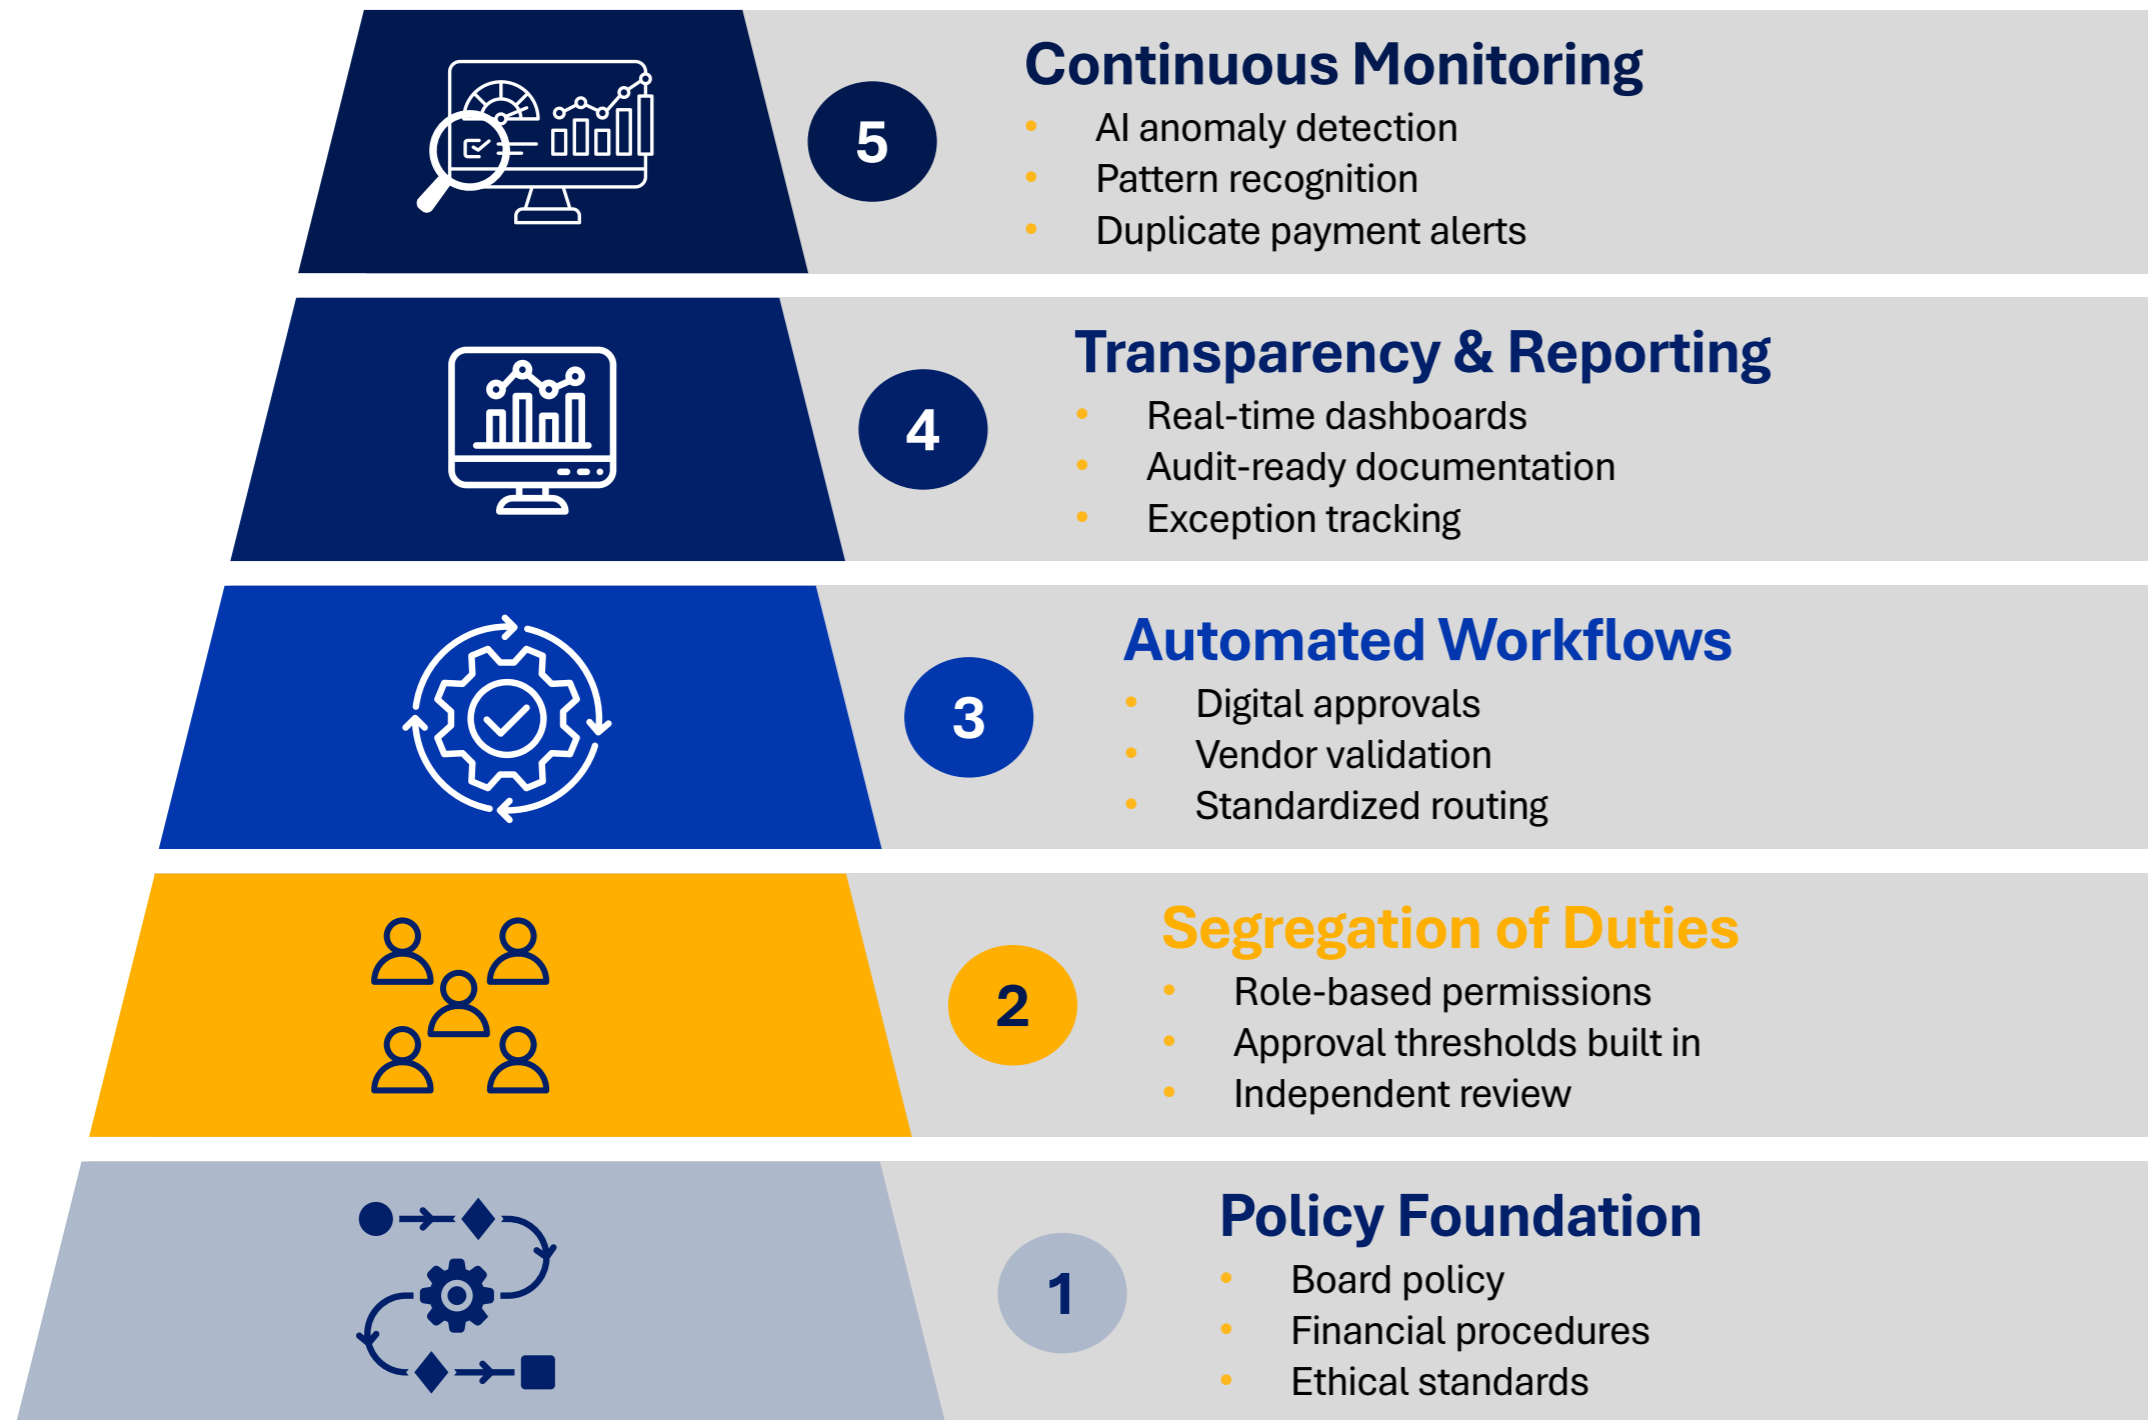 5
Continuous Monitoring
• AI anomaly detection
• Pattern recognition
• Duplicate payment alerts
4
Transparency & Reporting
• Real-time dashboards
• Audit-ready documentation
• Exception tracking
3
Automated Workflows
• Digital approvals
• Vendor validation
• Standardized routing
2
Segregation of Duties
• Role-based permissions
• Approval thresholds built in
• Independent review
1
Policy Foundation
• Board policy
• Financial procedures
• Ethical standards